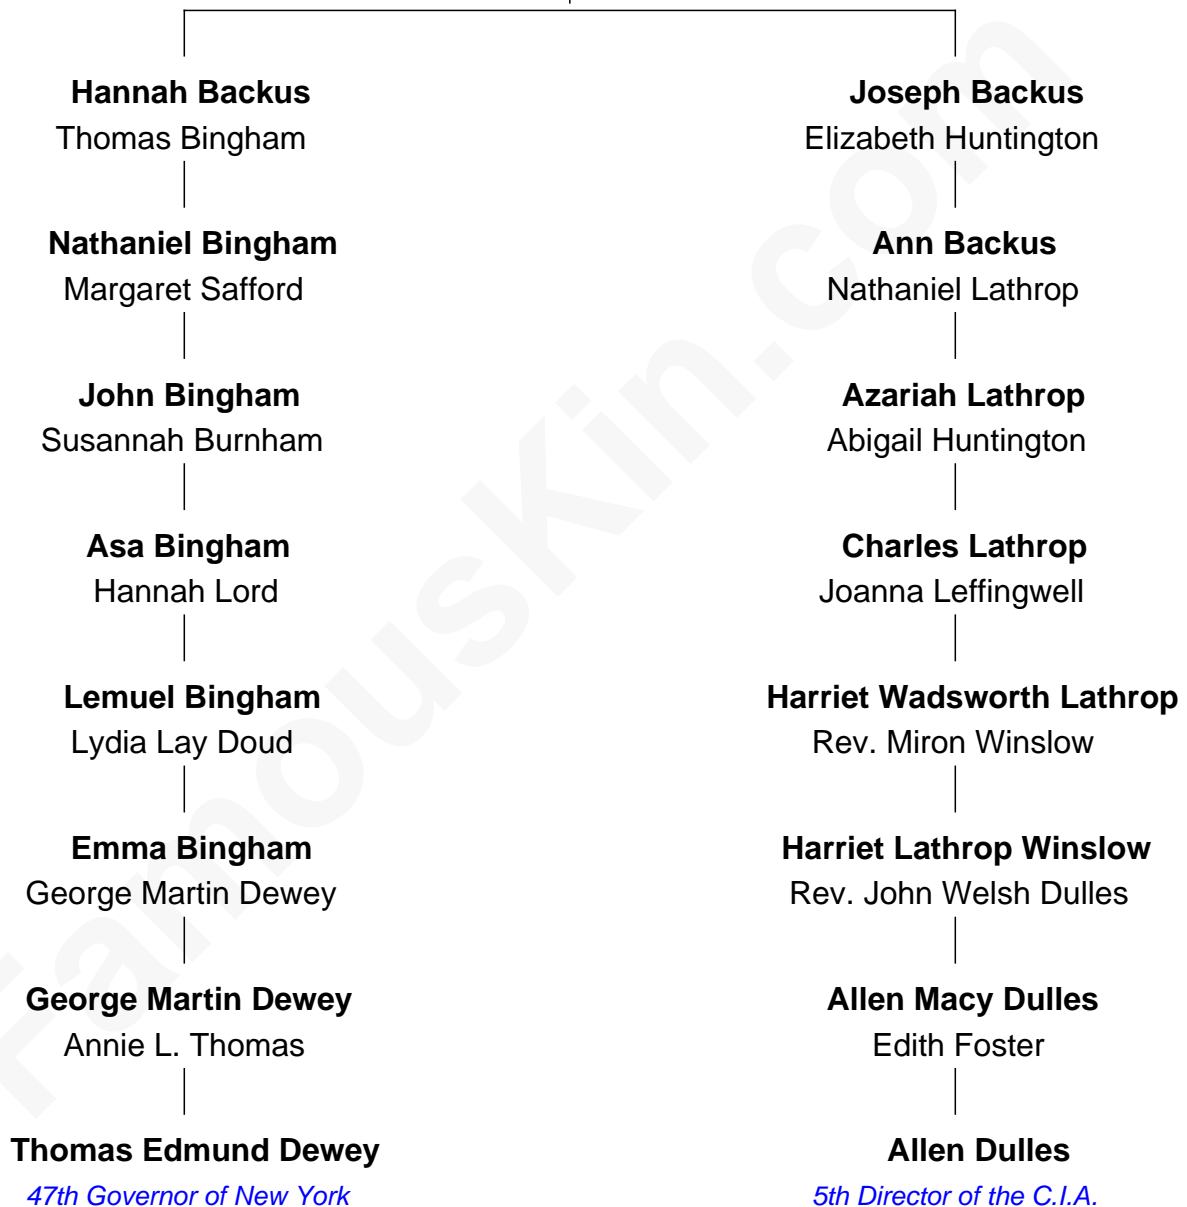 Hannah Backus
Thomas Bingham
Nathaniel Bingham
Margaret Safford
John Bingham
Susannah Burnham
Asa Bingham
Hannah Lord
Lemuel Bingham
Lydia Lay Doud
Emma Bingham
George Martin Dewey
George Martin Dewey
Annie L. Thomas
Thomas Edmund Dewey
47th Governor of New York
Joseph Backus
Elizabeth Huntington
Ann Backus
Nathaniel Lathrop
Azariah Lathrop
Abigail Huntington
Charles Lathrop
Joanna Leffingwell
Harriet Wadsworth Lathrop
Rev. Miron Winslow
Harriet Lathrop Winslow
Rev. John Welsh Dulles
Allen Macy Dulles
Edith Foster
Allen Dulles
5th Director of the C.I.A.
FamousKin.com